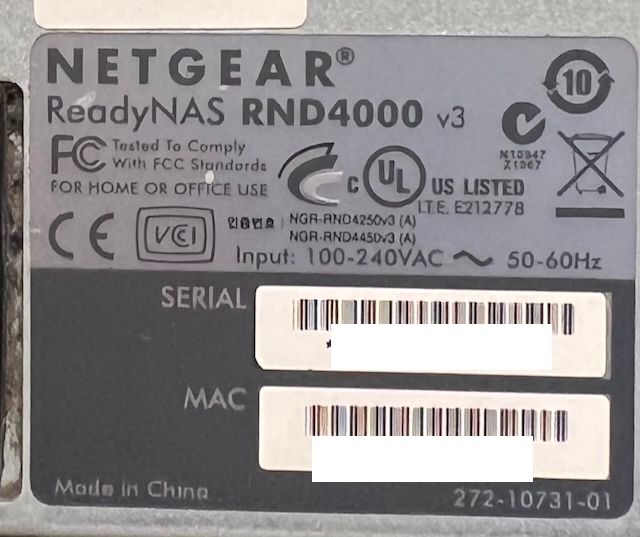 NETGEAR®
ReadyNAS RND4000 v3
10
FC Tested To Comply
With FCC Standards
FOR HOME OR OFFICE USE
N10947
c UL US LISTED
I.T.E. E212778
CE VCCI
NGR-RND4250v3 (A)
NGR-RND4450v3 (A)
Input: 100-240VAC ~ 50-60Hz
SERIAL
*
MAC
Made in China
272-10731-01